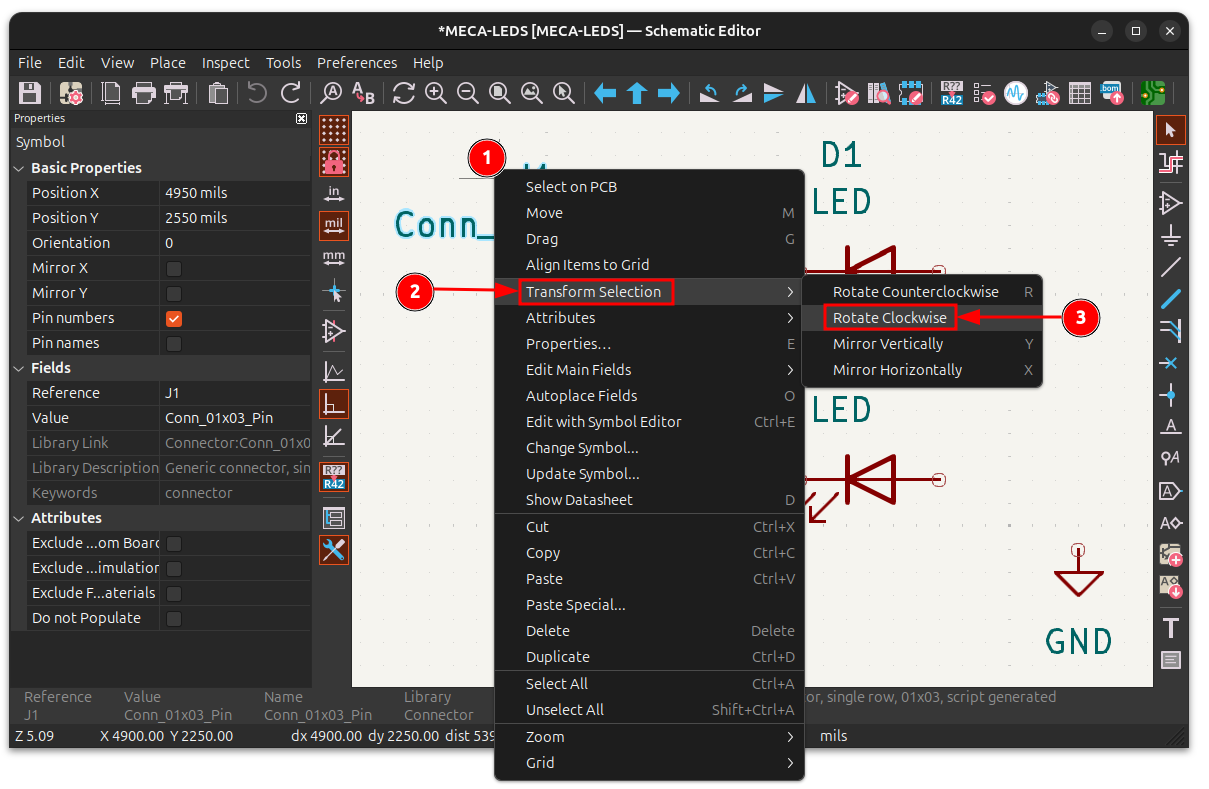 *MECA-LEDS [MECA-LEDS] — Schematic Editor
File Edit View Place Inspect Tools Preferences Help
A
A B
R??
R42
bom
Properties
Symbol
Basic Properties
Position X 4950 mils
Position Y 2550 mils
Orientation 0
Mirror X
Mirror Y
Pin numbers
Pin names
Fields
Reference J1
Value Conn_01x03_Pin
Library Link Connector:Conn_01x0
Library Description Generic connector, sin
Keywords connector
Attributes
Exclude ...om Board
Exclude ...imulation
Exclude F...aterials
Do not Populate
in
mil
mm
R??
R42
1
Conn_
D1
LED
LED
GND
Select on PCB
Move M
Drag G
Align Items to Grid
2
Transform Selection
Attributes
Properties... E
Edit Main Fields
Autoplace Fields O
Edit with Symbol Editor Ctrl+E
Change Symbol...
Update Symbol...
Show Datasheet D
Cut Ctrl+X
Copy Ctrl+C
Paste Ctrl+V
Paste Special...
Delete Delete
Duplicate Ctrl+D
Select All Ctrl+A
Unselect All Shift+Ctrl+A
Zoom
Grid
Rotate Counterclockwise R
Rotate Clockwise
3
Mirror Vertically Y
Mirror Horizontally X
A
A
A
A
A
T
Reference Value Name Library
J1 Conn_01x03_Pin Conn_01x03_Pin Connector
or, single row, 01x03, script generated
Z 5.09 X 4900.00 Y 2250.00 dx 4900.00 dy 2250.00 dist 539 mils